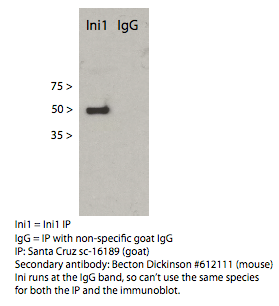 Ini1 IgG
75 >
50 >
35 >
Ini1 = Ini1 IP
IgG = IP with non-specific goat IgG
IP: Santa Cruz sc-16189 (goat)
Secondary antibody: Becton Dickinson #612111 (mouse)
Ini runs at the IgG band, so can't use the same species
for both the IP and the immunoblot.